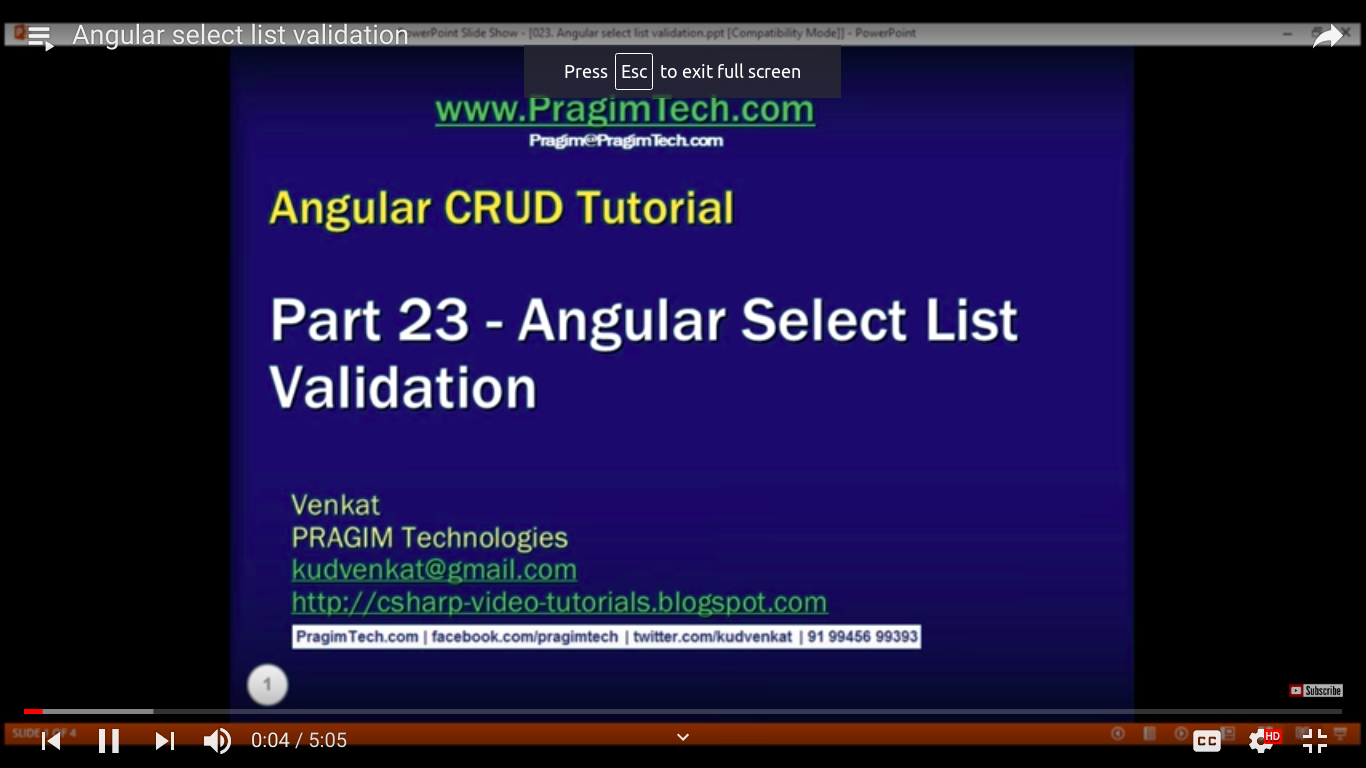 PowerPoint Slide Show - [023. Angular select list validation.ppt [Compatibility Mode]] - PowerPoint
Angular select list validation
Press Esc to exit full screen
www.PragimTech.com
Pragim@PragimTech.com
Angular CRUD Tutorial
Part 23 - Angular Select List
Validation
Venkat
PRAGIM Technologies
kudvenkat@gmail.com
http://csharp-video-tutorials.blogspot.com
PragimTech.com | facebook.com/pragimtech | twitter.com/kudvenkat | 91 99456 99393
1
Subscribe
SLIDE 1 OF 4
0:04 / 5:05
CC
HD